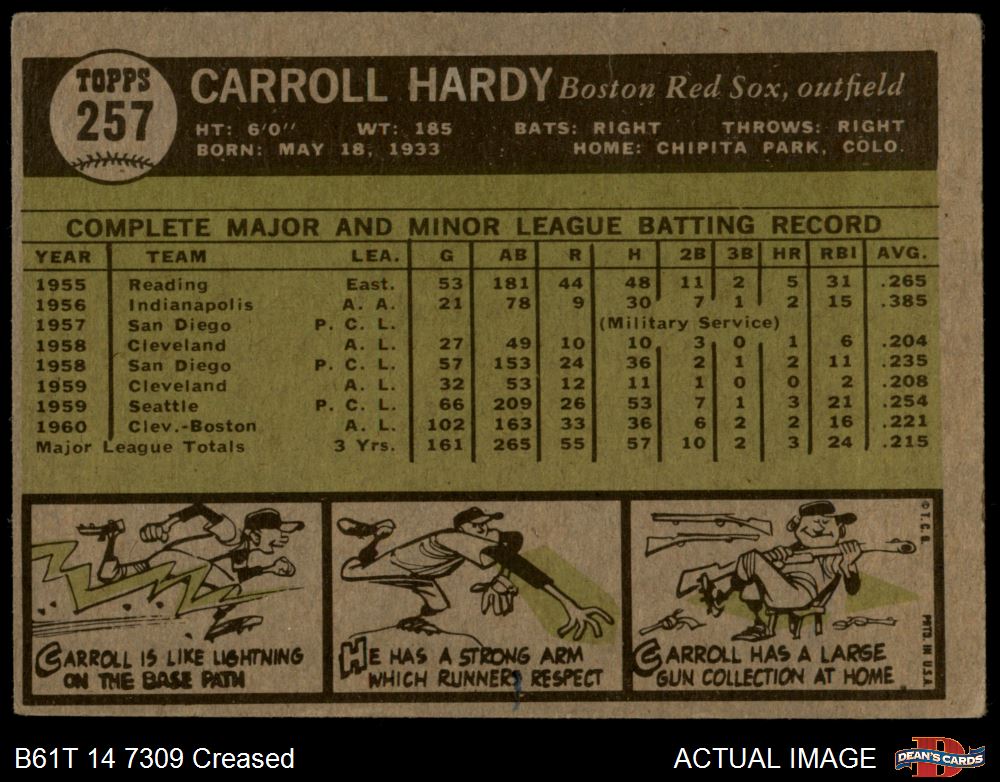 TOPPS
257
CARROLL HARDY Boston Red Sox, outfield
HT: 6'0" WT: 185 BATS: RIGHT THROWS: RIGHT
BORN: MAY 18, 1933 HOME: CHIPITA PARK, COLO.
COMPLETE MAJOR AND MINOR LEAGUE BATTING RECORD
YEAR TEAM LEA. G AB R H 2B 3B HR RBI AVG.
1955 Reading East. 53 181 44 48 11 2 5 31 .265
1956 Indianapolis A. A. 21 78 9 30 7 1 2 15 .385
1957 San Diego P. C. L. (Military Service)
1958 Cleveland A. L. 27 49 10 10 3 0 1 6 .204
1958 San Diego P. C. L. 57 153 24 36 2 1 2 11 .235
1959 Cleveland A. L. 32 53 12 11 1 0 0 2 .208
1959 Seattle P. C. L. 66 209 26 53 7 1 3 21 .254
1960 Clev.-Boston A. L. 102 163 33 36 6 2 2 16 .221
Major League Totals 3 Yrs. 161 265 55 57 10 2 3 24 .215
CARROLL IS LIKE LIGHTNING
ON THE BASE PATH
HE HAS A STRONG ARM
WHICH RUNNERS RESPECT
CARROLL HAS A LARGE
GUN COLLECTION AT HOME
© T. C. G.
PRTD. IN U.S.A.
B61T 14 7309 Creased
ACTUAL IMAGE
D
DEAN'S CARDS